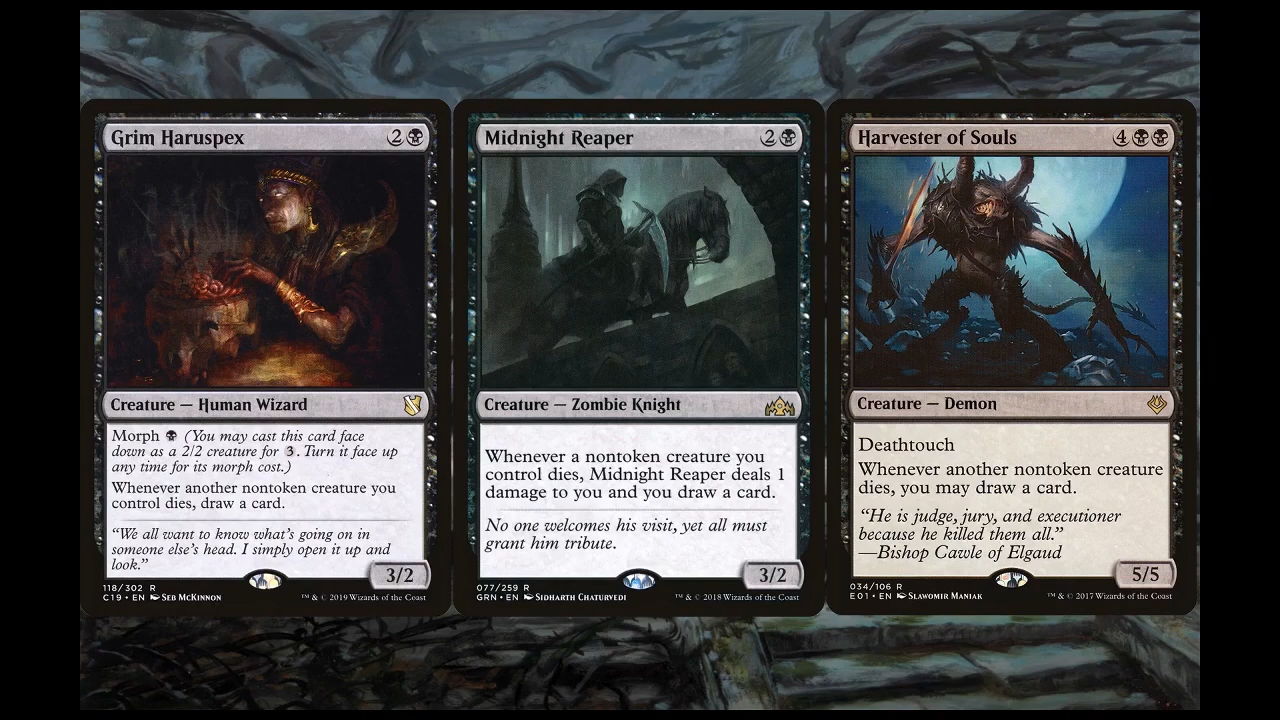 Grim Haruspex 2
Creature — Human Wizard
Morph (You may cast this card face
down as a 2/2 creature for 3. Turn it face up
any time for its morph cost.)
Whenever another nontoken creature you
control dies, draw a card.
“We all want to know what’s going on in
someone else’s head. I simply open it up and
look.”
3/2
118/302 R
C19 • EN Seb McKinnon ™ & © 2019 Wizards of the Coast
Midnight Reaper 2
Creature — Zombie Knight
Whenever a nontoken creature you
control dies, Midnight Reaper deals 1
damage to you and you draw a card.
No one welcomes his visit, yet all must
grant him tribute.
3/2
077/259 R
GRN • EN Sidharth Chaturvedi ™ & © 2018 Wizards of the Coast
Harvester of Souls 4
Creature — Demon
Deathtouch
Whenever another nontoken creature
dies, you may draw a card.
“He is judge, jury, and executioner
because he killed them all.”
—Bishop Cawle of Elgaud
5/5
034/106 R
E01 • EN Slawomir Maniak ™ & © 2017 Wizards of the Coast